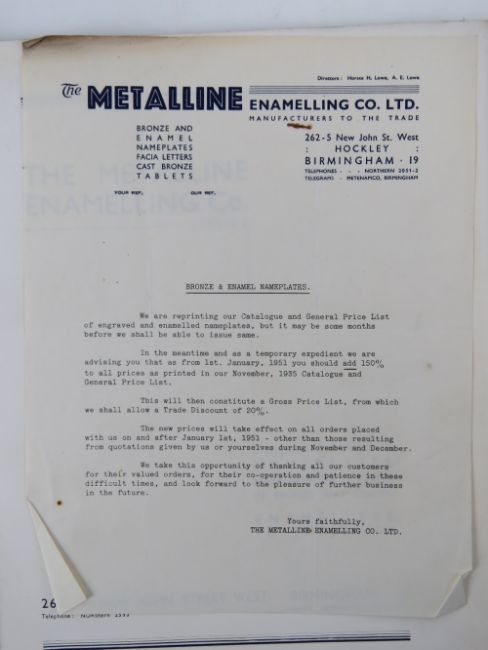 Directors: Horace H. Lowe, A. E. Lowe
The METALLINE ENAMELLING CO. LTD.
MANUFACTURERS TO THE TRADE
BRONZE AND
ENAMEL
NAMEPLATES
FACIA LETTERS
CAST BRONZE
TABLETS
262-5 New John St. West
: HOCKLEY :
BIRMINGHAM · 19
TELEPHONES - - - NORTHERN 2051-2
TELEGRAMS - METENAMCO, BIRMINGHAM
YOUR REF. OUR REF.
THE METALLINE
ENAMELLING Co.
BRONZE & ENAMEL NAMEPLATES.
We are reprinting our Catalogue and General Price List
of engraved and enamelled nameplates, but it may be some months
before we shall be able to issue same.
In the meantime and as a temporary expedient we are
advising you that as from 1st. January, 1951 you should add 150%
to all prices as printed in our November, 1935 Catalogue and
General Price List.
This will then constitute a Gross Price List, from which
we shall allow a Trade Discount of 20%.
The new prices will take effect on all orders placed
with us on and after January 1st, 1951 - other than those resulting
from quotations given by us or yourselves during November and December.
We take this opportunity of thanking all our customers
for their valued orders, for their co-operation and patience in these
difficult times, and look forward to the pleasure of further business
in the future.
Yours faithfully,
THE METALLINE ENAMELLING CO. LTD.
26
Telephone: